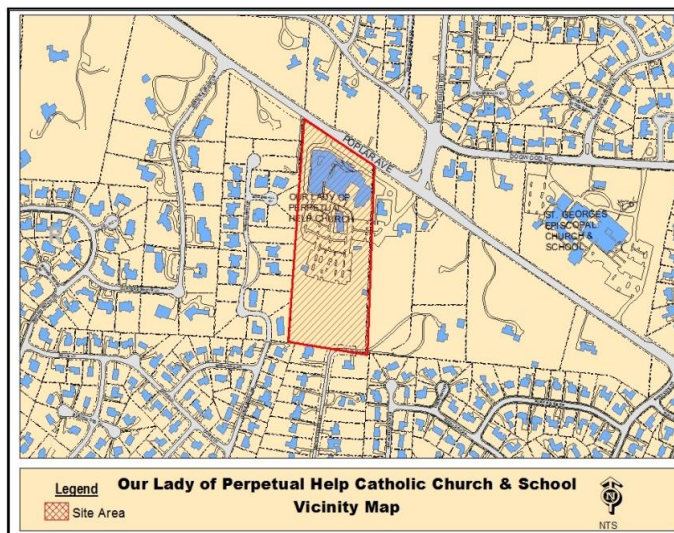 POPLAR AVE
DOGWOOD RD
OUR LADY OF
PERPETUAL
HELP CHURCH
ST. GEORGES
EPISCOPAL
CHURCH &
SCHOOL
Legend
Site Area
Our Lady of Perpetual Help Catholic Church & School
Vicinity Map
N
NTS